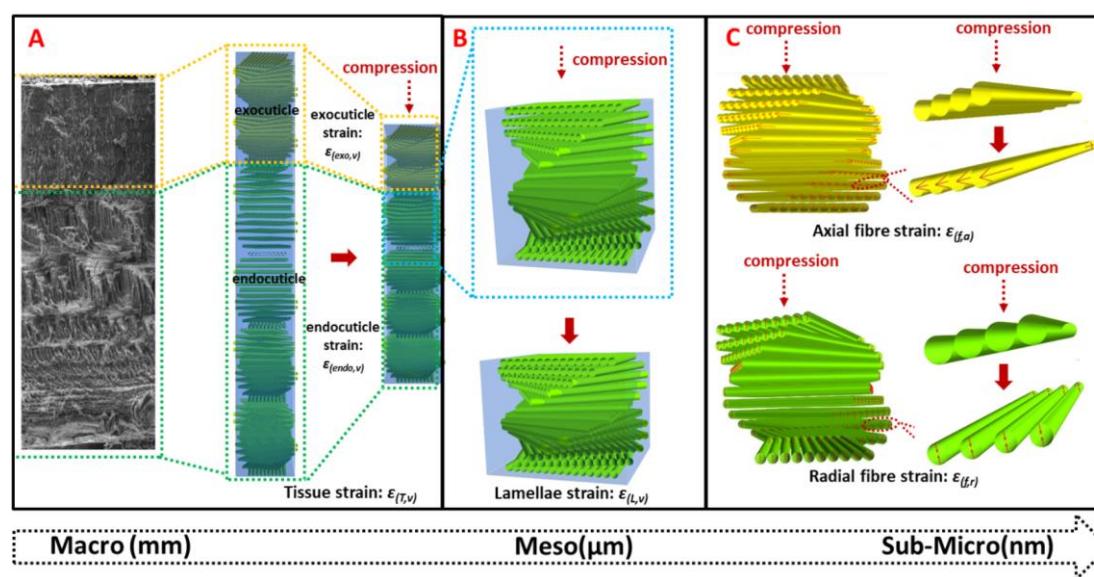 A
exocuticle
exocuticle
strain:
ε(exo,v)
compression
endocuticle
endocuticle
strain:
ε(endo,v)
Tissue strain: ε(T,v)
B
compression
Lamellae strain: ε(L,v)
C
compression
compression
Axial fibre strain: ε(f,a)
compression
compression
Radial fibre strain: ε(f,r)
Macro (mm)
Meso(μm)
Sub-Micro(nm)